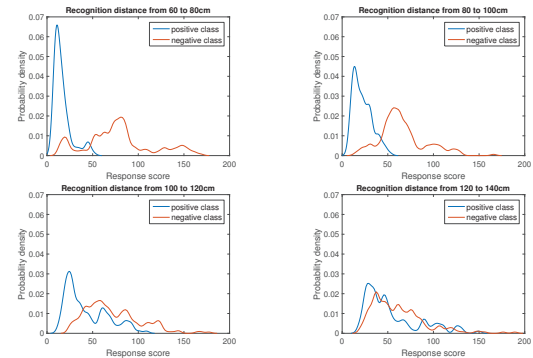 Recognition distance from 60 to 80cm
0.07
0.06
0.05
0.04
0.03
0.02
0.01
0
Probability density
positive class
negative class
0 50 100 150 200
Response score
Recognition distance from 80 to 100cm
0.07
0.06
0.05
0.04
0.03
0.02
0.01
0
Probability density
positive class
negative class
0 50 100 150 200
Response score
Recognition distance from 100 to 120cm
0.07
0.06
0.05
0.04
0.03
0.02
0.01
0
Probability density
positive class
negative class
0 50 100 150 200
Response score
Recognition distance from 120 to 140cm
0.07
0.06
0.05
0.04
0.03
0.02
0.01
0
Probability density
positive class
negative class
0 50 100 150 200
Response score